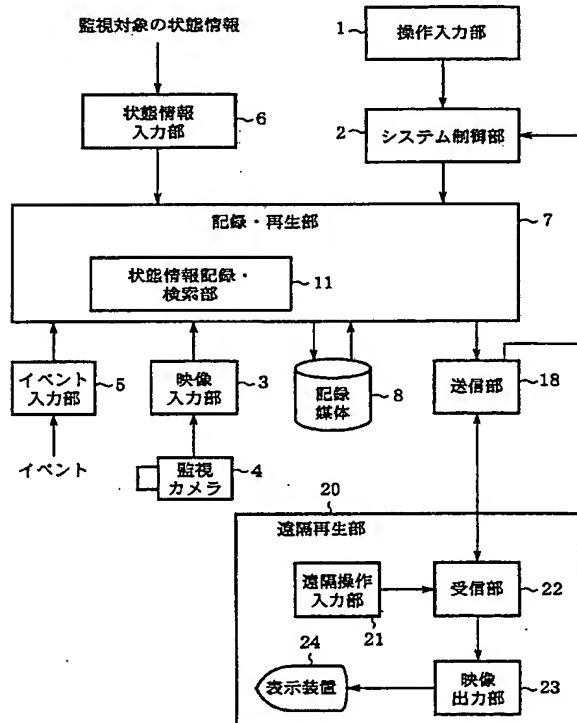 監視対象の状態情報
1
操作入力部
状態情報
入力部
6
2
システム制御部
記録・再生部
7
状態情報記録・
検索部
11
イベント
入力部
5
映像
入力部
3
記録
媒体
8
送信部
18
イベント
監視
カメラ
4
20
遠隔再生部
遠隔操作
入力部
21
受信部
22
24
表示装置
映像
出力部
23